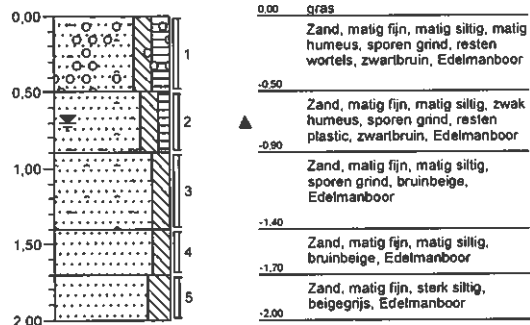 0,00
0,50
1,00
1,50
2,00
1
2
3
4
5
0,00 gras
Zand, matig fijn, matig siltig, matig
humeus, sporen grind, resten
wortels, zwartbruin, Edelmanboor
-0,50
Zand, matig fijn, matig siltig, zwak
humeus, sporen grind, resten
plastic, zwartbruin, Edelmanboor
-0,90
Zand, matig fijn, matig siltig,
sporen grind, bruinbeige,
Edelmanboor
-1,40
Zand, matig fijn, matig siltig,
bruinbeige, Edelmanboor
-1,70
Zand, matig fijn, sterk siltig,
beigegrijs, Edelmanboor
-2,00